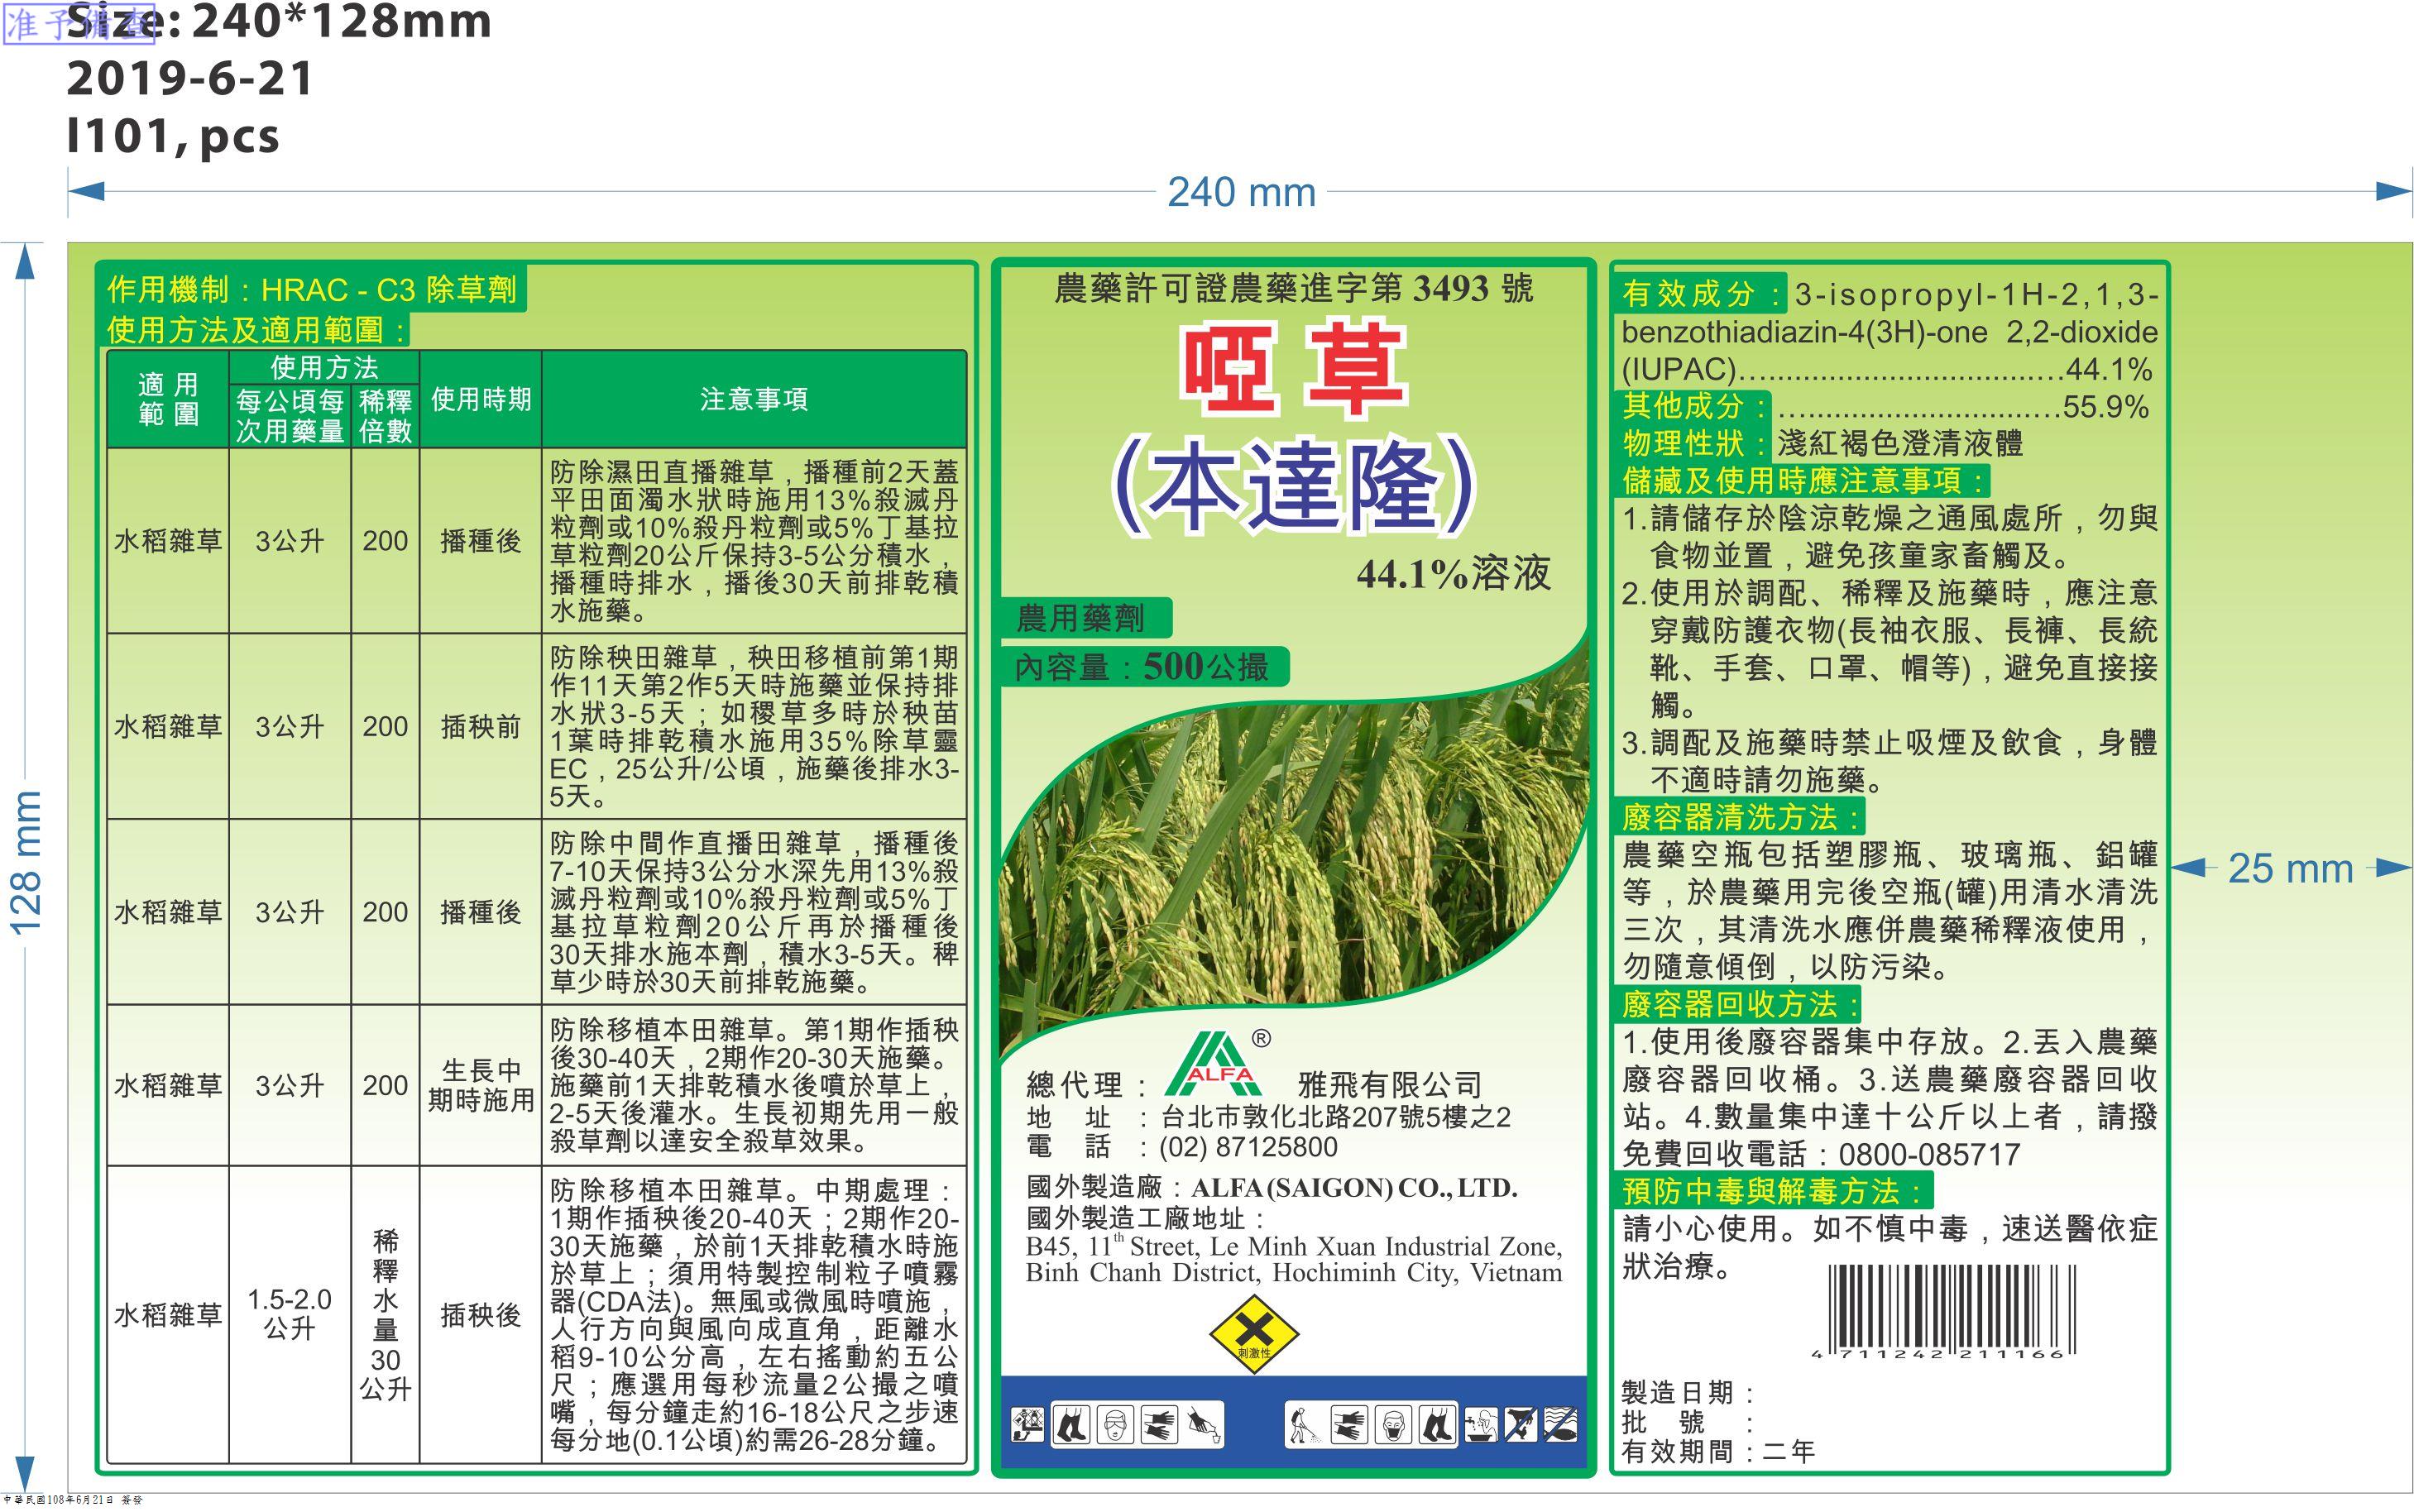 准予備查
Size: 240*128mm
2019-6-21
l101, pcs
240 mm
128 mm
25 mm
作用機制：HRAC - C3 除草劑
使用方法及適用範圍：
適用
範圍
使用方法
每公頃每
次用藥量
稀釋
倍數
使用時期
注意事項
水稻雜草
3公升
200
播種後
防除濕田直播雜草，播種前2天蓋
平田面濁水狀時施用13%殺滅丹
粒劑或10%殺丹粒劑或5%丁基拉
草粒劑20公斤保持3-5公分積水，
播種時排水，播後30天前排乾積
水施藥。
水稻雜草
3公升
200
插秧前
防除秧田雜草，秧田移植前第1期
作11天第2作5天時施藥並保持排
水狀3-5天；如稷草多時於秧苗
1葉時排乾積水施用35%除草靈
EC，25公升/公頃，施藥後排水3-
5天。
水稻雜草
3公升
200
播種後
防除中間作直播田雜草，播種後
7-10天保持3公分水深先用13%殺
滅丹粒劑或10%殺丹粒劑或5%丁
基拉草粒劑20公斤再於播種後
30天排水施本劑，積水3-5天。稗
草少時於30天前排乾施藥。
水稻雜草
3公升
200
生長中
期時施用
防除移植本田雜草。第1期作插秧
後30-40天，2期作20-30天施藥。
施藥前1天排乾積水後噴於草上，
2-5天後灌水。生長初期先用一般
殺草劑以達安全殺草效果。
水稻雜草
1.5-2.0
公升
稀
釋
水
量
30
公升
插秧後
防除移植本田雜草。中期處理：
1期作插秧後20-40天；2期作20-
30天施藥，於前1天排乾積水時施
於草上；須用特製控制粒子噴霧
器(CDA法)。無風或微風時噴施，
人行方向與風向成直角，距離水
稻9-10公分高，左右搖動約五公
尺；應選用每秒流量2公撮之噴
嘴，每分鐘走約16-18公尺之步速
每分地(0.1公頃)約需26-28分鐘。
農藥許可證農藥進字第 3493 號
啞草
(本達隆)
44.1%溶液
農用藥劑
內容量：500公撮
ALFA ®
總代理： 雅飛有限公司
地 址 ：台北市敦化北路207號5樓之2
電 話 ：(02) 87125800
國外製造廠：ALFA (SAIGON) CO., LTD.
國外製造工廠地址：
B45, 11th Street, Le Minh Xuan Industrial Zone,
Binh Chanh District, Hochiminh City, Vietnam
刺激性
有效成分：3-isopropyl-1H-2,1,3-
benzothiadiazin-4(3H)-one 2,2-dioxide
(IUPAC)....................................44.1%
其他成分：................................55.9%
物理性狀：淺紅褐色澄清液體
儲藏及使用時應注意事項：
1.請儲存於陰涼乾燥之通風處所，勿與
食物並置，避免孩童家畜觸及。
2.使用於調配、稀釋及施藥時，應注意
穿戴防護衣物(長袖衣服、長褲、長統
靴、手套、口罩、帽等)，避免直接接
觸。
3.調配及施藥時禁止吸煙及飲食，身體
不適時請勿施藥。
廢容器清洗方法：
農藥空瓶包括塑膠瓶、玻璃瓶、鋁罐
等，於農藥用完後空瓶(罐)用清水清洗
三次，其清洗水應併農藥稀釋液使用，
勿隨意傾倒，以防污染。
廢容器回收方法：
1.使用後廢容器集中存放。2.丟入農藥
廢容器回收桶。3.送農藥廢容器回收
站。4.數量集中達十公斤以上者，請撥
免費回收電話：0800-085717
預防中毒與解毒方法：
請小心使用。如不慎中毒，速送醫依症
狀治療。
4 711242 211166
製造日期：
批 號 ：
有效期間：二年
中華民國108年6月21日 簽發